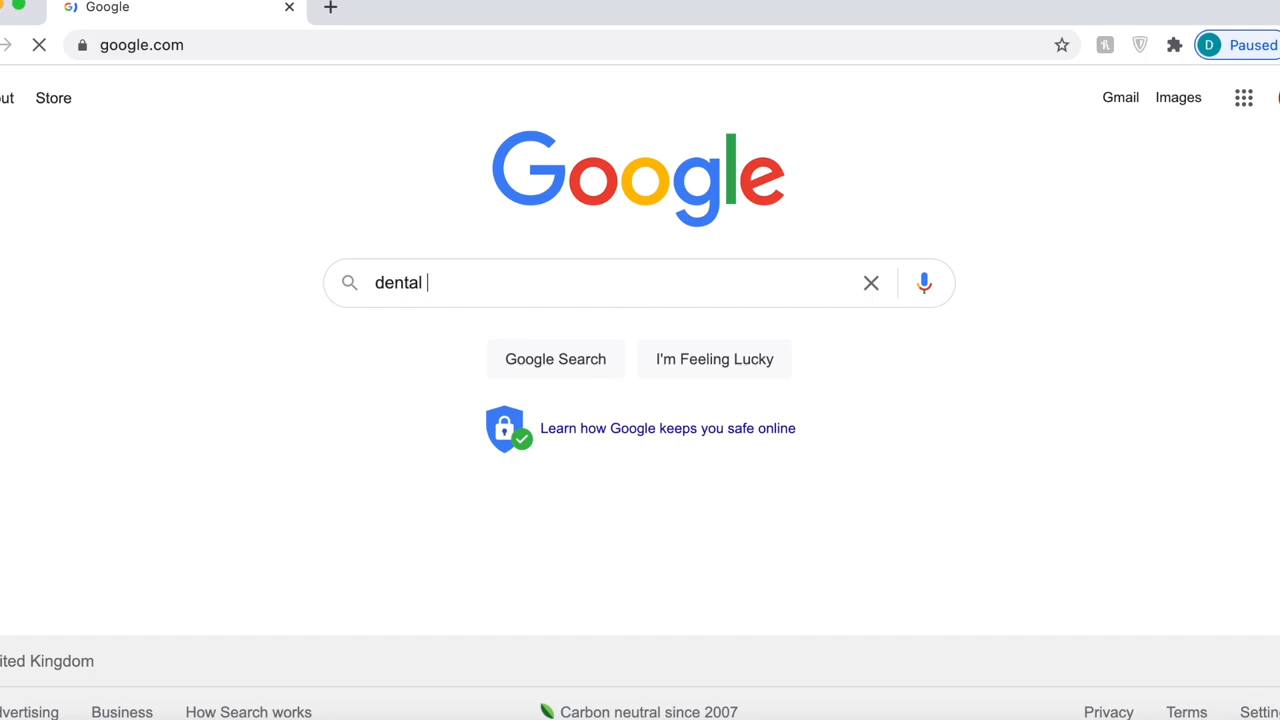 Google
google.com
D Paused
out Store
Gmail Images
Google
dental
Google Search I'm Feeling Lucky
Learn how Google keeps you safe online
ited Kingdom
vertising Business How Search works Carbon neutral since 2007 Privacy Terms Settin